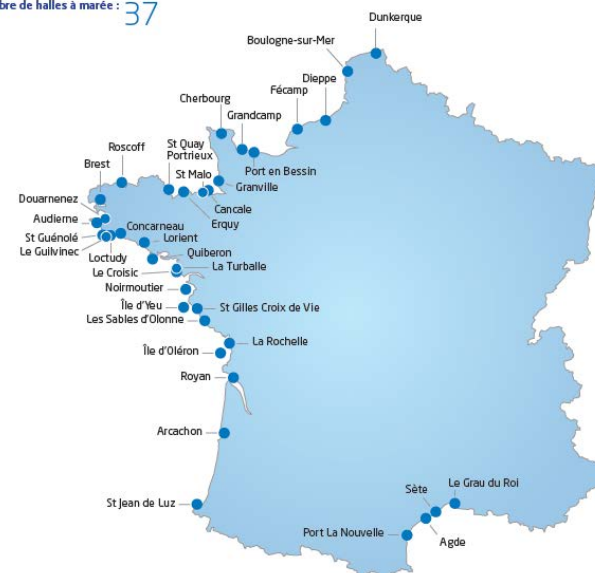 bre de halles à marée : 37
Dunkerque
Boulogne-sur-Mer
Dieppe
Fécamp
Cherbourg
Grandcamp
Port en Bessin
St Quay
Portrieux
Roscoff
St Malo
Granville
Brest
Cancale
Erquy
Douarnenez
Audierne
Concarneau
St Guénolé
Lorient
Le Guilvinec
Loctudy
Quiberon
La Turballe
Le Croisic
Noirmoutier
Île d'Yeu
St Gilles Croix de Vie
Les Sables d'Olonne
La Rochelle
Île d'Oléron
Royan
Arcachon
St Jean de Luz
Le Grau du Roi
Sète
Port La Nouvelle
Agde